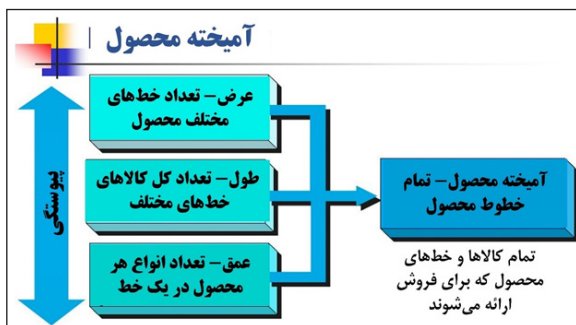 آمیخته محصول
عرض- تعداد خط‌های
مختلف محصول
طول- تعداد کل کالاهای
خط‌های مختلف
عمق- تعداد انواع هر
محصول در یک خط
پیوستگی
آمیخته محصول- تمام
خطوط محصول
تمام کالاها و خط‌های
محصول که برای فروش
ارائه می‌شوند